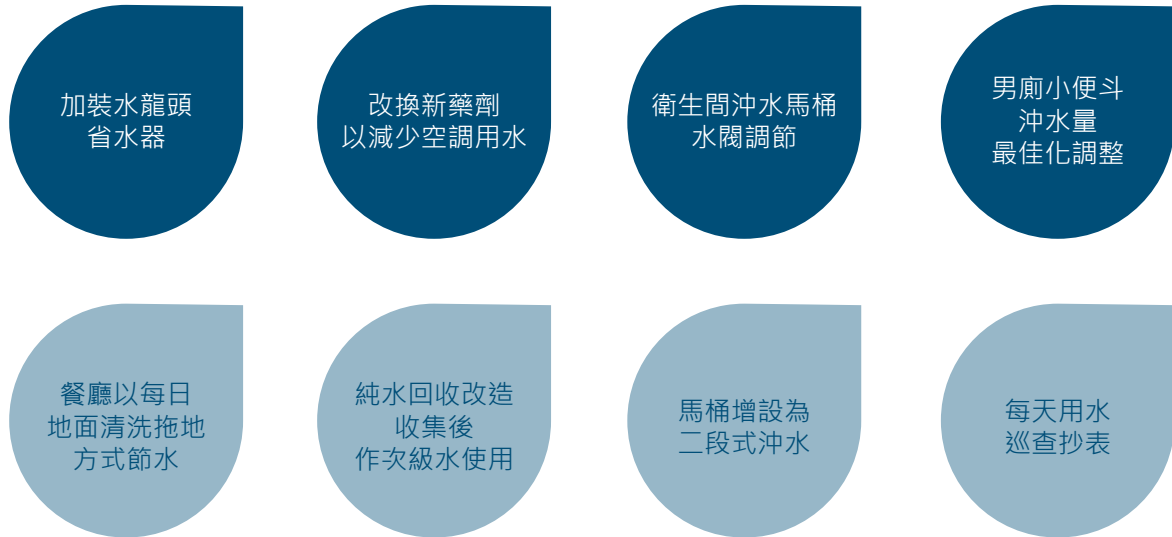 加裝水龍頭
省水器
改換新藥劑
以減少空調用水
衛生間沖水馬桶
水閥調節
男廁小便斗
沖水量
最佳化調整
餐廳以每日
地面清洗拖地
方式節水
純水回收改造
收集後
作次級水使用
馬桶增設為
二段式沖水
每天用水
巡查抄表